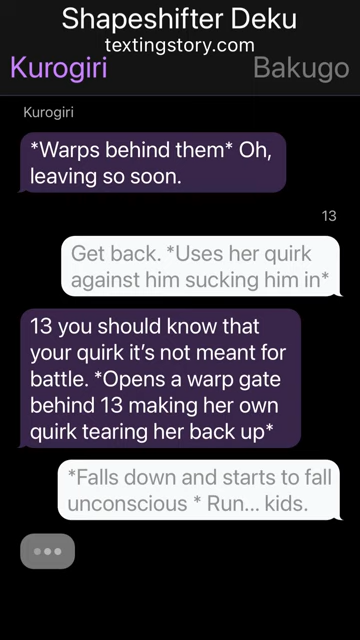 Shapeshifter Deku
textingstory.com
Kurogiri
Bakugo
Kurogiri
*Warps behind them* Oh,
leaving so soon.
13
Get back. *Uses her quirk
against him sucking him in*
13 you should know that
your quirk it’s not meant for
battle. *Opens a warp gate
behind 13 making her own
quirk tearing her back up*
*Falls down and starts to fall
unconscious * Run... kids.